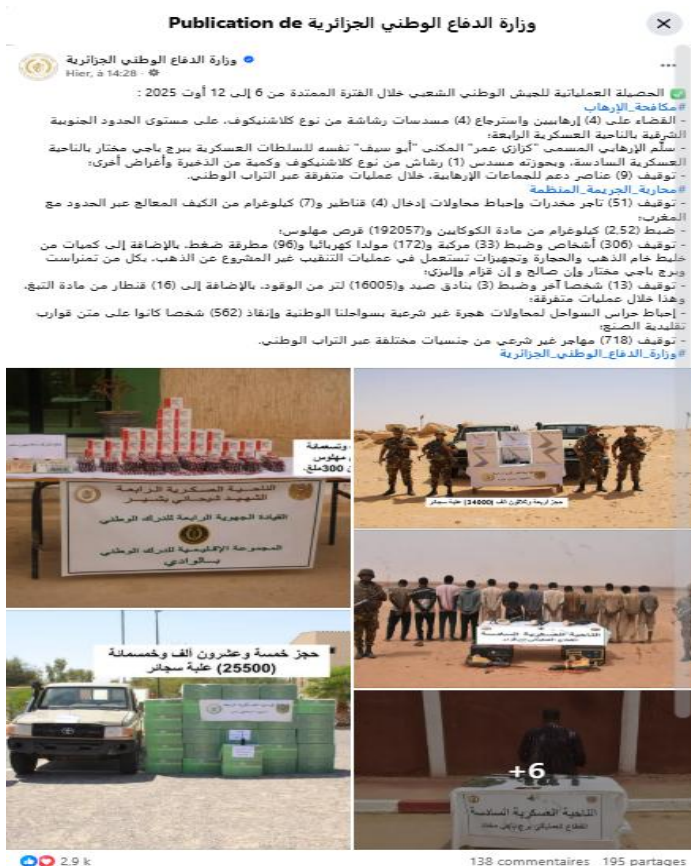 Publication de وزارة الدفاع الوطني الجزائرية
وزارة الدفاع الوطني الجزائرية
Hier, à 14:28
✅ الحصيلة العملياتية للجيش الوطني الشعبي خلال الفترة الممتدة من 6 إلى 12 أوت 2025 :
#مكافحة_الإرهاب
- القضاء على (4) إرهابيين واسترجاع (4) مسدسات رشاشة من نوع كلاشنيكوف، على مستوى الحدود الجنوبية
الشرقية بالناحية العسكرية الرابعة؛
- سلّم الإرهابي المسمى "كزازي عمر" المكنى "أبو سيف" نفسه للسلطات العسكرية ببرج باجي مختار بالناحية
العسكرية السادسة، وبحوزته مسدس (1) رشاش من نوع كلاشنيكوف وكمية من الذخيرة وأغراض أخرى؛
- توقيف (9) عناصر دعم للجماعات الإرهابية، خلال عمليات متفرقة عبر التراب الوطني.
#محاربة_الجريمة_المنظمة
- توقيف (51) تاجر مخدرات وإحباط محاولات إدخال (4) قناطير و(7) كيلوغرام من الكيف المعالج عبر الحدود مع
المغرب؛
- ضبط (2,52) كيلوغرام من مادة الكوكايين و(192057) قرص مهلوس؛
- توقيف (306) أشخاص وضبط (33) مركبة و(172) مولدا كهربائيا و(96) مطرقة ضغط، بالإضافة إلى كميات من
خليط خام الذهب والحجارة وتجهيزات تستعمل في عمليات التنقيب غير المشروع عن الذهب، بكل من تمنراست
وبرج باجي مختار وإن صالح و إن قزام وإليزي؛
- توقيف (13) شخصا آخر وضبط (3) بنادق صيد و(16005) لتر من الوقود، بالإضافة إلى (16) قنطار من مادة التبغ،
وهذا خلال عمليات متفرقة؛
- إحباط حراس السواحل لمحاولات هجرة غير شرعية بسواحلنا الوطنية وإنقاذ (562) شخصا كانوا على متن قوارب
تقليدية الصنع؛
- توقيف (718) مهاجر غير شرعي من جنسيات مختلفة عبر التراب الوطني.
#وزارة_الدفاع_الوطني_الجزائرية
وتسعمائة
مهلوس
300ملغ.
الناحية العسكرية الرابعة
الشهيد شيحاني بشير
القيادة الجهوية الرابعة للدرك الوطني
المجموعة الإقليمية للدرك الوطني
بالوادي
حجز أربعة وثلاثون ألف (34000) علبة سجائر
الناحية العسكرية السادسة
حجز خمسة وعشرون ألف وخمسمائة
(25500) علبة سجائر
+6
الناحية العسكرية السادسة
القطاع العملياتي برج باجي مختار
2,9 k
138 commentaires 195 partages